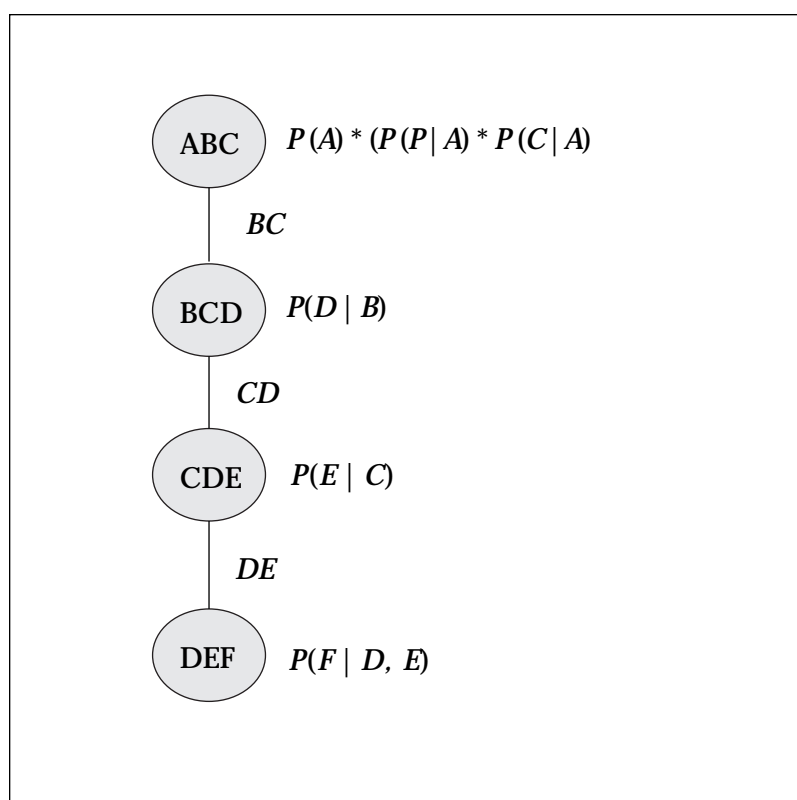 ABC P(A) * (P(P | A) * P(C | A)
BC
BCD P(D | B)
CD
CDE P(E | C)
DE
DEF P(F | D, E)